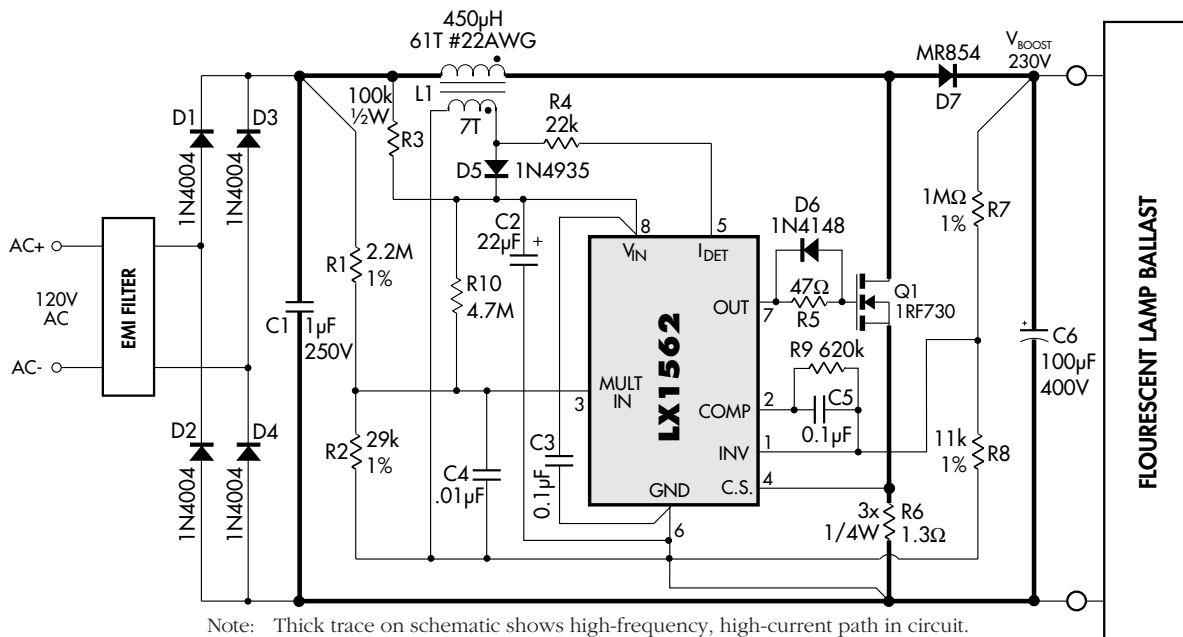 450µH
61T #22AWG
L1
7T
100k
½W
R3
R4
22k
D5
1N4935
MR854
D7
V_BOOST
230V
D1
1N4004
D3
1N4004
AC+
120V
AC
AC-
EMI FILTER
D2
1N4004
D4
1N4004
C1
1µF
250V
R1
2.2M
1%
R2
29k
1%
R10
4.7M
C2
22µF
+
C3
0.1µF
C4
.01µF
8
V_IN
5
I_DET
OUT
7
MULT
IN
3
LX1562
COMP
2
INV
1
C.S.
4
GND
6
D6
1N4148
47Ω
R5
Q1
1RF730
R9 620k
C5
0.1µF
3x
1/4W
R6
1.3Ω
1MΩ
1%
R7
11k
1%
R8
+
C6
100µF
400V
FLOURESCENT LAMP BALLAST
Note: Thick trace on schematic shows high-frequency, high-current path in circuit.